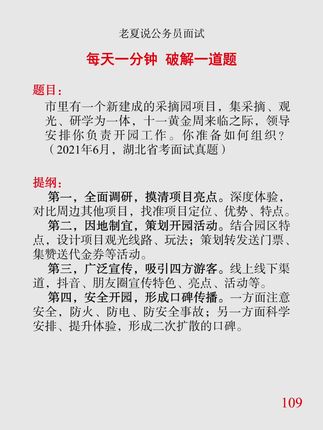 老夏说公务员面试
每天一分钟 破解一道题
题目：
市里有一个新建成的采摘园项目，集采摘、观
光、研学为一体，十一黄金周来临之际，领导
安排你负责开园工作。你准备如何组织？
（2021年6月，湖北省考面试真题）
提纲：
第一，全面调研，摸清项目亮点。深度体验，
对比周边其他项目，找准项目定位、优势、特点。
第二，因地制宜，策划开园活动。结合园区特
点，设计项目观光线路、玩法；策划转发送门票、
集赞送代金券等活动。
第三，广泛宣传，吸引四方游客。线上线下渠
道，抖音、朋友圈宣传特色、亮点、活动等。
第四，安全开园，形成口碑传播。一方面注意
安全，防火、防电、防安全事故；另一方面科学
安排、提升体验，形成二次扩散的口碑。
109